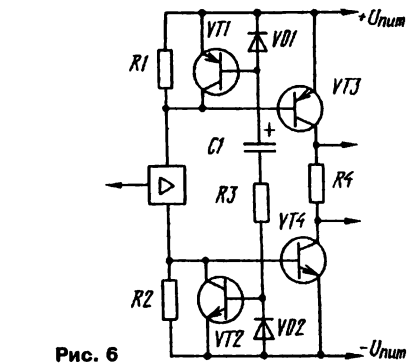 VT1
VD1
+Uпит
R1
VT3
C1
+
R3
R4
VT4
R2
VT2
VD2
-Uпит
Рис. 6